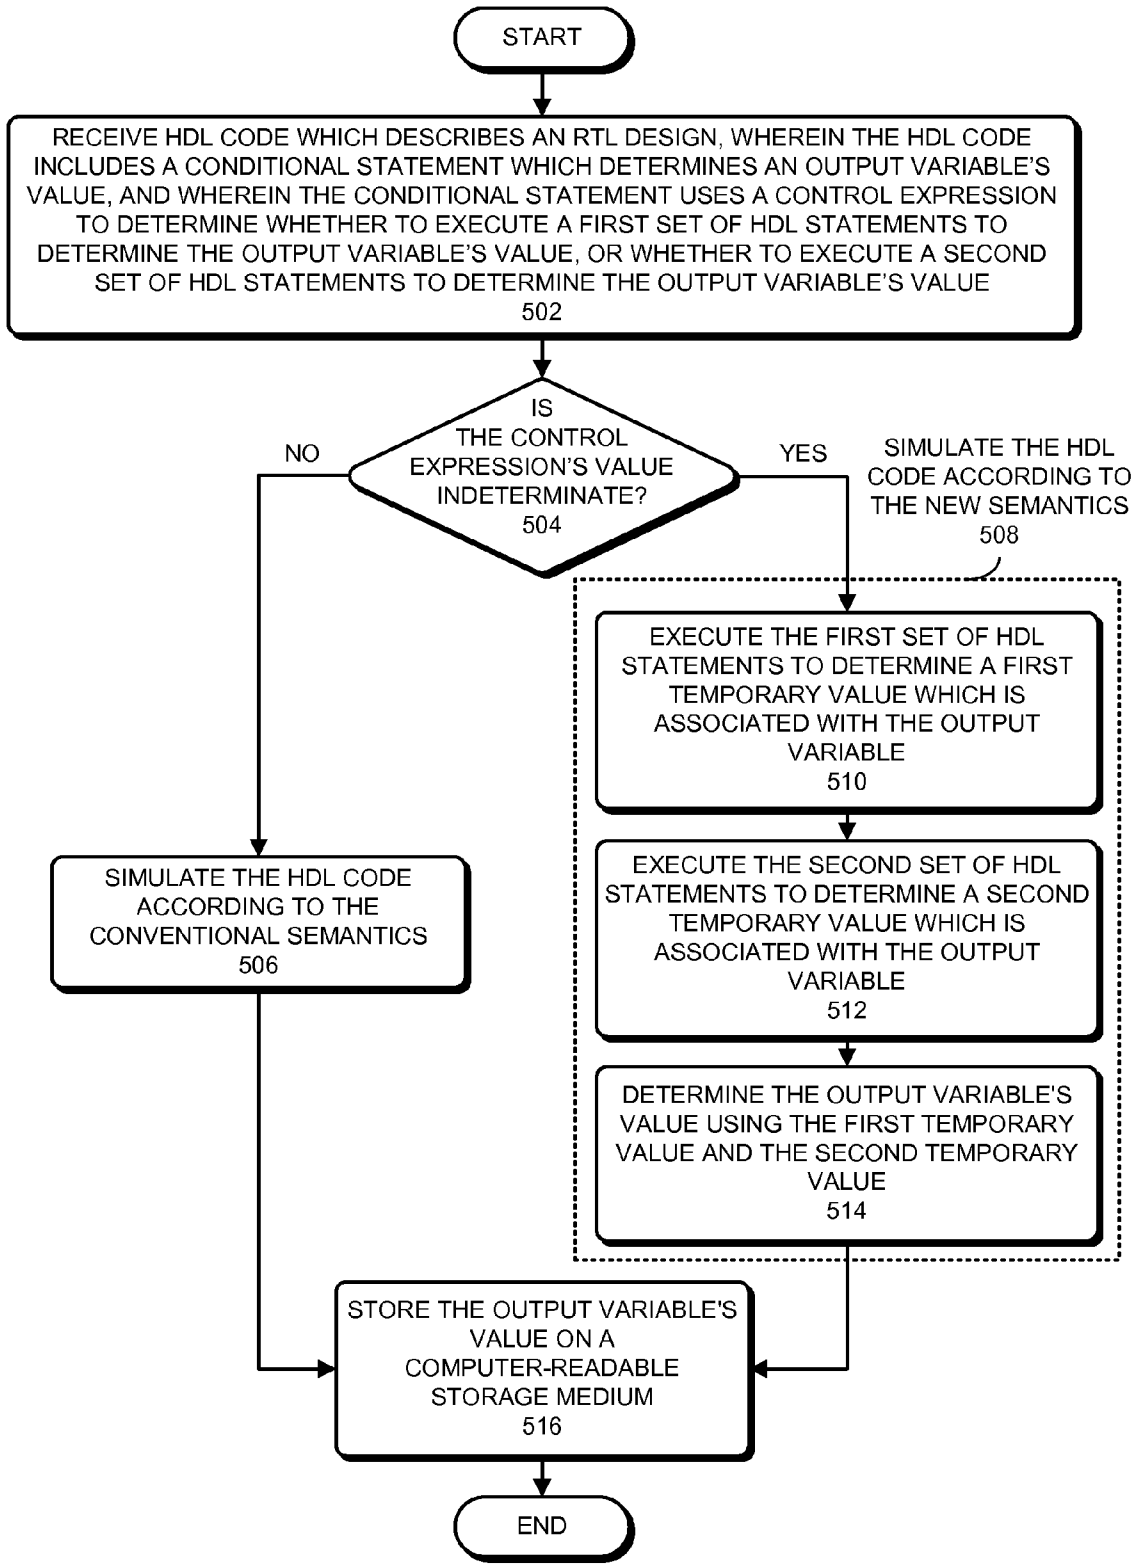 START
RECEIVE HDL CODE WHICH DESCRIBES AN RTL DESIGN, WHEREIN THE HDL CODE
INCLUDES A CONDITIONAL STATEMENT WHICH DETERMINES AN OUTPUT VARIABLE'S
VALUE, AND WHEREIN THE CONDITIONAL STATEMENT USES A CONTROL EXPRESSION
TO DETERMINE WHETHER TO EXECUTE A FIRST SET OF HDL STATEMENTS TO
DETERMINE THE OUTPUT VARIABLE'S VALUE, OR WHETHER TO EXECUTE A SECOND
SET OF HDL STATEMENTS TO DETERMINE THE OUTPUT VARIABLE'S VALUE
502
IS
THE CONTROL
EXPRESSION'S VALUE
INDETERMINATE?
504
NO
YES
SIMULATE THE HDL
CODE ACCORDING TO
THE NEW SEMANTICS
508
EXECUTE THE FIRST SET OF HDL
STATEMENTS TO DETERMINE A FIRST
TEMPORARY VALUE WHICH IS
ASSOCIATED WITH THE OUTPUT
VARIABLE
510
SIMULATE THE HDL CODE
ACCORDING TO THE
CONVENTIONAL SEMANTICS
506
EXECUTE THE SECOND SET OF HDL
STATEMENTS TO DETERMINE A SECOND
TEMPORARY VALUE WHICH IS
ASSOCIATED WITH THE OUTPUT
VARIABLE
512
DETERMINE THE OUTPUT VARIABLE'S
VALUE USING THE FIRST TEMPORARY
VALUE AND THE SECOND TEMPORARY
VALUE
514
STORE THE OUTPUT VARIABLE'S
VALUE ON A
COMPUTER-READABLE
STORAGE MEDIUM
516
END